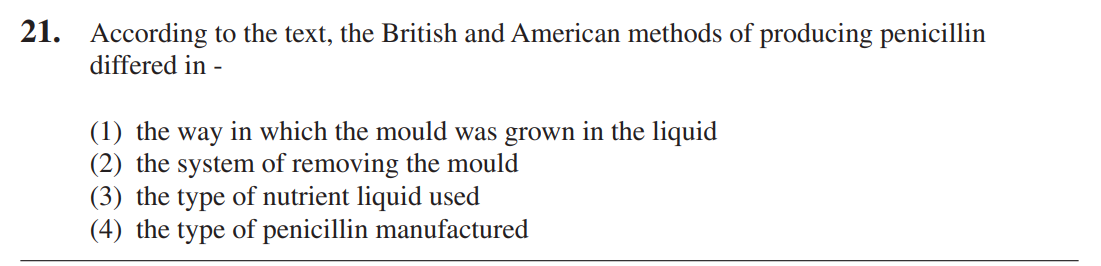 21. According to the text, the British and American methods of producing penicillin
differed in -
(1) the way in which the mould was grown in the liquid
(2) the system of removing the mould
(3) the type of nutrient liquid used
(4) the type of penicillin manufactured